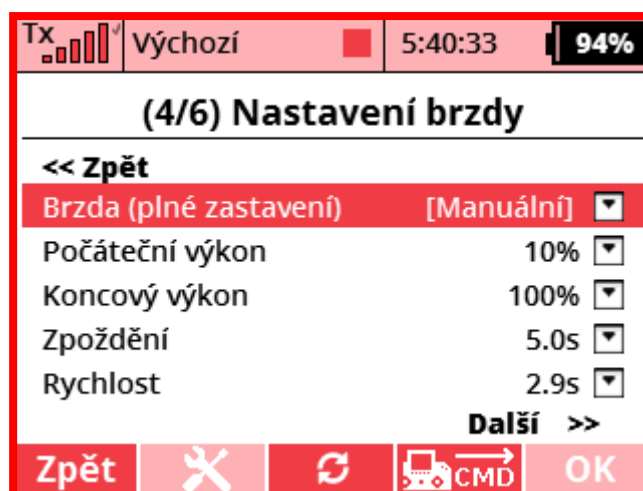 Tx Výchozí 5:40:33 94%
(4/6) Nastavení brzdy
<< Zpět
Brzda (plné zastavení) [Manuální]
Počáteční výkon 10%
Koncový výkon 100%
Zpoždění 5.0s
Rychlost 2.9s
Další >>
Zpět CMD OK